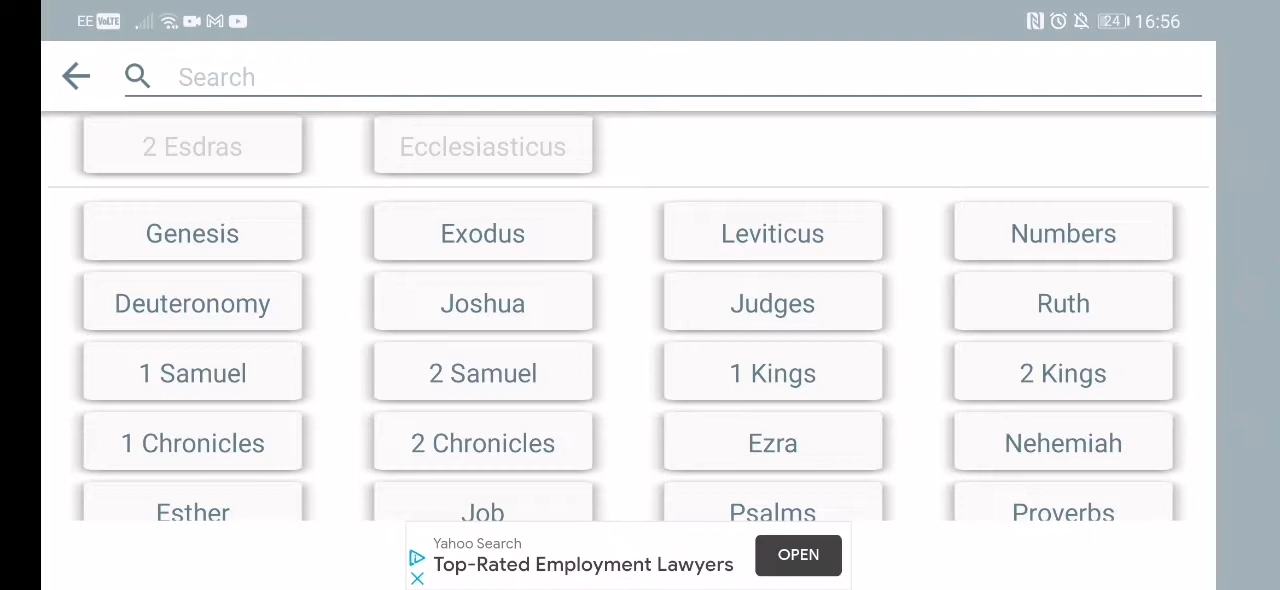 EE VoLTE 24 16:56
Search
2 Esdras Ecclesiasticus
Genesis Exodus Leviticus Numbers
Deuteronomy Joshua Judges Ruth
1 Samuel 2 Samuel 1 Kings 2 Kings
1 Chronicles 2 Chronicles Ezra Nehemiah
Esther Job Psalms Proverbs
Yahoo Search
Top-Rated Employment Lawyers
OPEN